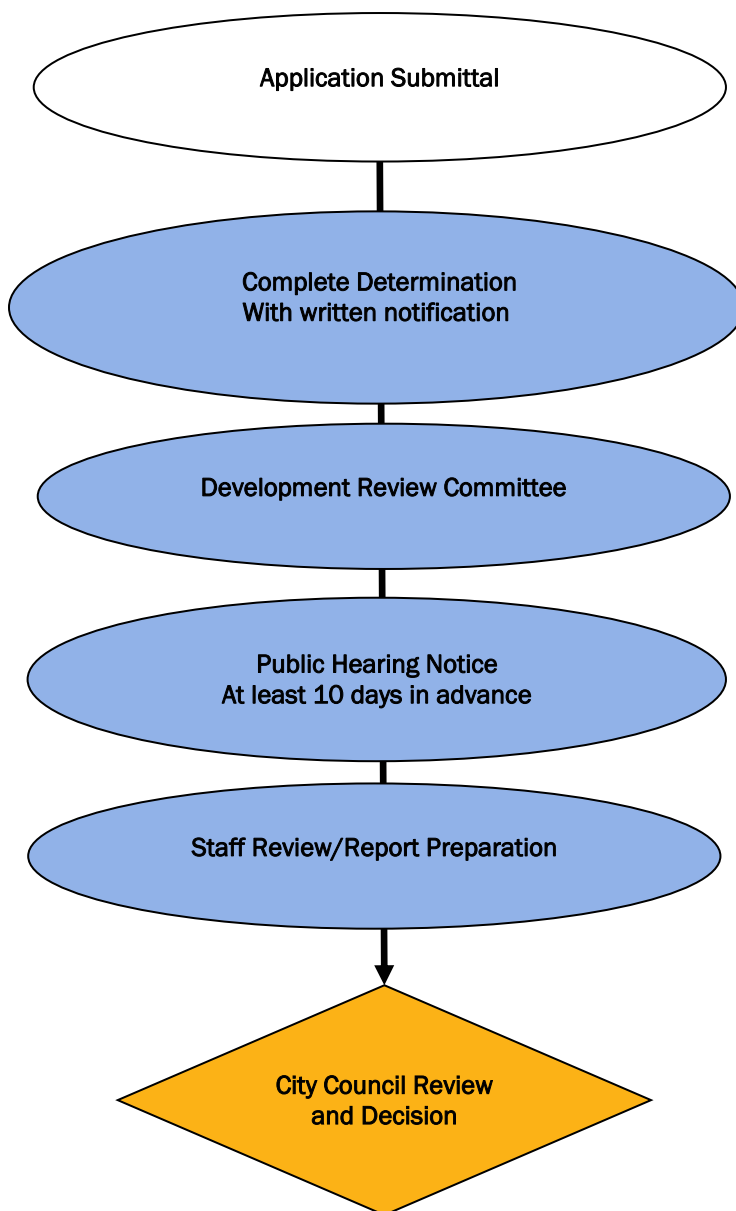 Application Submittal
Complete Determination
With written notification
Development Review Committee
Public Hearing Notice
At least 10 days in advance
Staff Review/Report Preparation
City Council Review
and Decision